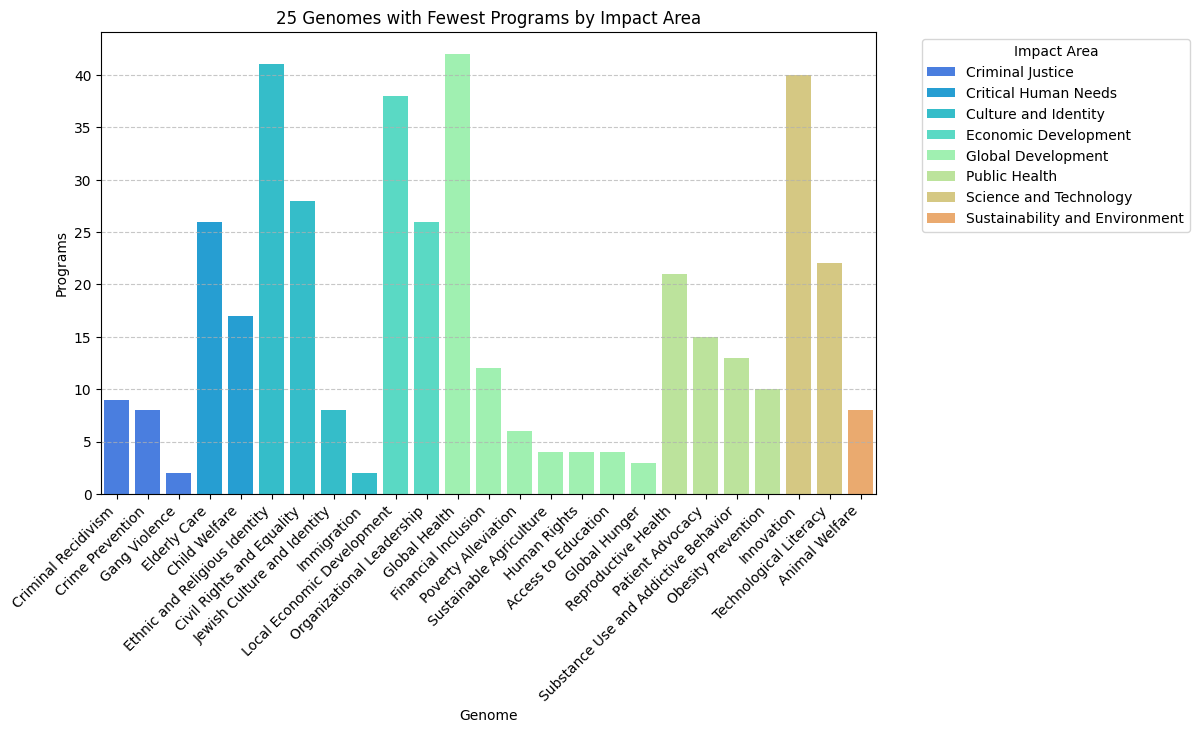 25 Genomes with Fewest Programs by Impact Area
Programs
40
35
30
25
20
15
10
5
0
Criminal Recidivism
Crime Prevention
Gang Violence
Elderly Care
Child Welfare
Ethnic and Religious Identity
Civil Rights and Equality
Jewish Culture and Identity
Immigration
Local Economic Development
Organizational Leadership
Global Health
Financial Inclusion
Poverty Alleviation
Sustainable Agriculture
Human Rights
Access to Education
Global Hunger
Reproductive Health
Patient Advocacy
Substance Use and Addictive Behavior
Obesity Prevention
Innovation
Technological Literacy
Animal Welfare
Genome
Impact Area
Criminal Justice
Critical Human Needs
Culture and Identity
Economic Development
Global Development
Public Health
Science and Technology
Sustainability and Environment